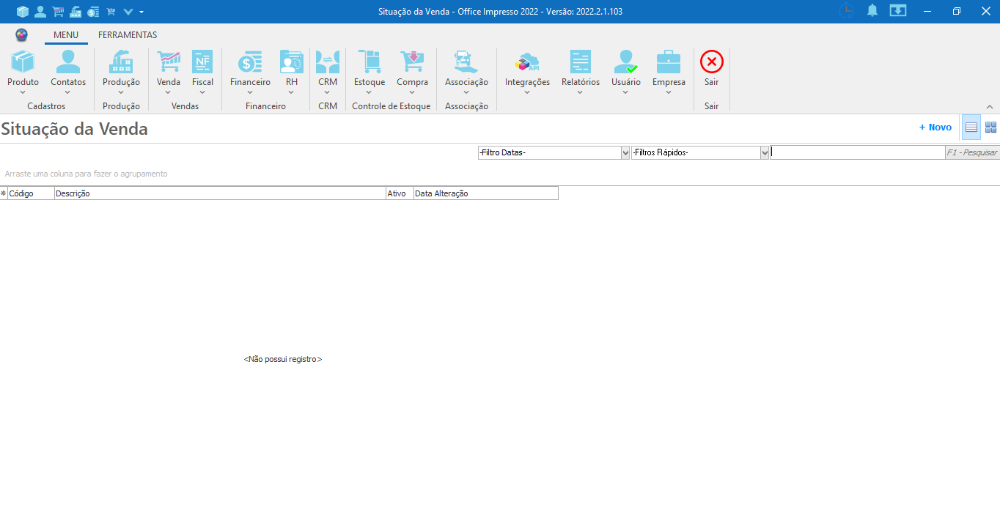 Situação da Venda - Office Impresso 2022 - Versão: 2022.2.1.103
MENU FERRAMENTAS
NF API
Produto Contatos Produção Venda Fiscal Financeiro RH CRM Estoque Compra Associação Integrações Relatórios Usuário Empresa Sair
Cadastros Produção Vendas Financeiro CRM Controle de Estoque Associação Sair
Situação da Venda + Novo
-Filtro Datas- -Filtros Rápidos- F1 - Pesquisar
Arraste uma coluna para fazer o agrupamento
Código Descrição Ativo Data Alteração
<Não possui registro>